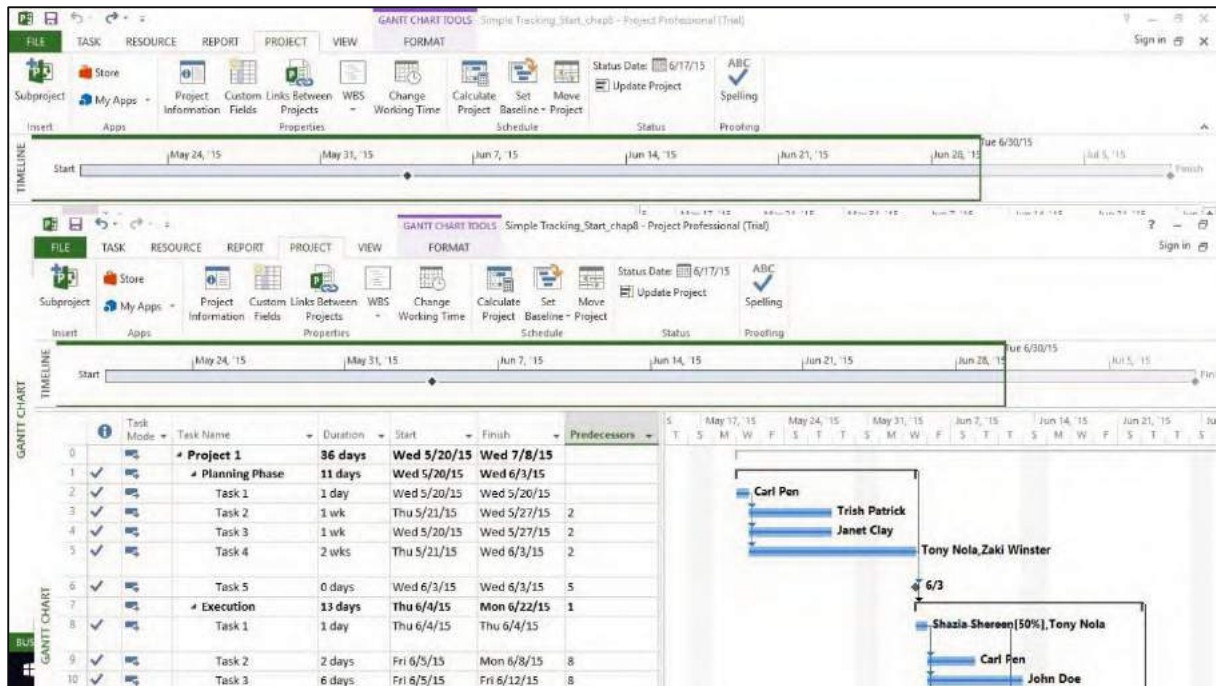 GANTT CHART TOOLS Simple Tracking_Start_chap8 - Project Professional (Trial) ?
FILE TASK RESOURCE REPORT PROJECT VIEW FORMAT Sign in
Subproject Store My Apps Project Information Custom Fields Links Between Projects WBS Change Working Time Calculate Project Set Baseline Move Project Status Date: 6/17/15 Update Project ABC Spelling
Insert Apps Properties Schedule Status Proofing
TIMELINE
Tue 6/30/15
May 24, '15 May 31, '15 Jun 7, '15 Jun 14, '15 Jun 21, '15 Jun 28, '15 Jul 5, '15
Start Finish
GANTT CHART TOOLS Simple Tracking_Start_chap8 - Project Professional (Trial) ?
FILE TASK RESOURCE REPORT PROJECT VIEW FORMAT Sign in
Subproject Store My Apps Project Information Custom Fields Links Between Projects WBS Change Working Time Calculate Project Set Baseline Move Project Status Date: 6/17/15 Update Project ABC Spelling
Insert Apps Properties Schedule Status Proofing
TIMELINE
Tue 6/30/15
May 24, '15 May 31, '15 Jun 7, '15 Jun 14, '15 Jun 21, '15 Jun 28, '15 Jul 5, '15
Start
GANTT CHART
Task Mode Task Name Duration Start Finish Predecessors
May 17, '15 May 24, '15 May 31, '15 Jun 7, '15 Jun 14, '15 Jun 21, '15
S T S M W F S T T S M W F S T T S M W F S T T S
0 Project 1 36 days Wed 5/20/15 Wed 7/8/15
1 Planning Phase 11 days Wed 5/20/15 Wed 6/3/15
2 Task 1 1 day Wed 5/20/15 Wed 5/20/15 Carl Pen
3 Task 2 1 wk Thu 5/21/15 Wed 5/27/15 2 Trish Patrick
4 Task 3 1 wk Wed 5/20/15 Wed 5/27/15 2 Janet Clay
5 Task 4 2 wks Thu 5/21/15 Wed 6/3/15 2 Tony Nola,Zaki Winster
6 Task 5 0 days Wed 6/3/15 Wed 6/3/15 5 6/3
7 Execution 13 days Thu 6/4/15 Mon 6/22/15 1
8 Task 1 1 day Thu 6/4/15 Thu 6/4/15 Shazia Shereen[50%],Tony Nola
9 Task 2 2 days Fri 6/5/15 Mon 6/8/15 8 Carl Pen
10 Task 3 6 days Fri 6/5/15 Fri 6/12/15 8 John Doe
GANTT CHART